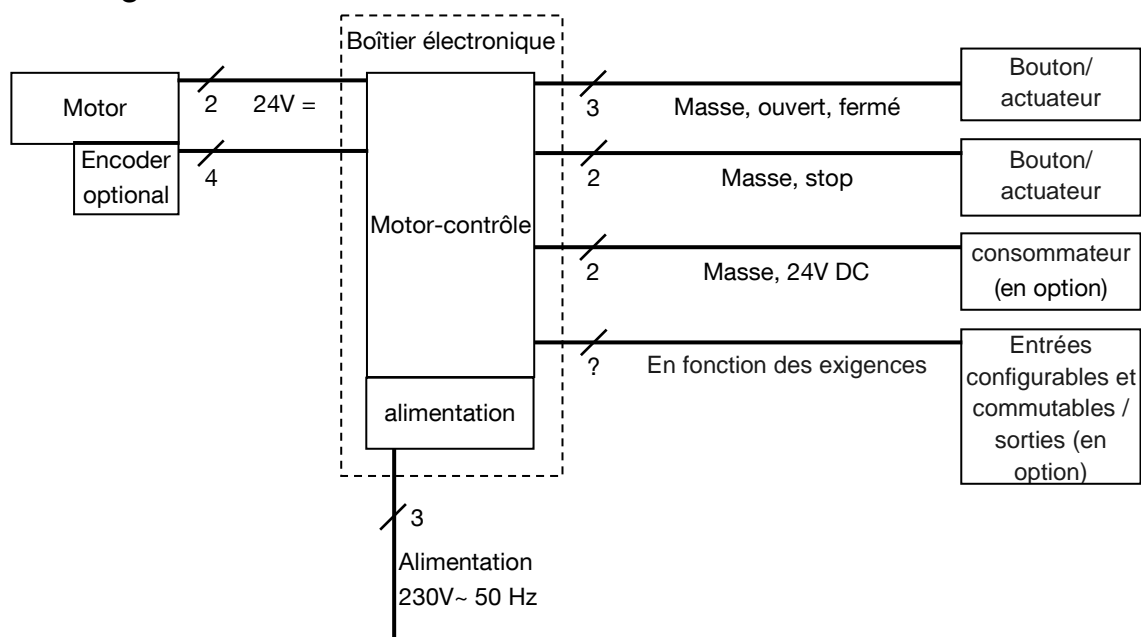 Boîtier électronique
Motor
2
24V =
Encoder
optional
4
Motor-contrôle
alimentation
3
Alimentation
230V~ 50 Hz
3
Masse, ouvert, fermé
Bouton/
actuateur
2
Masse, stop
Bouton/
actuateur
2
Masse, 24V DC
consommateur
(en option)
?
En fonction des exigences
Entrées
configurables et
commutables /
sorties (en
option)